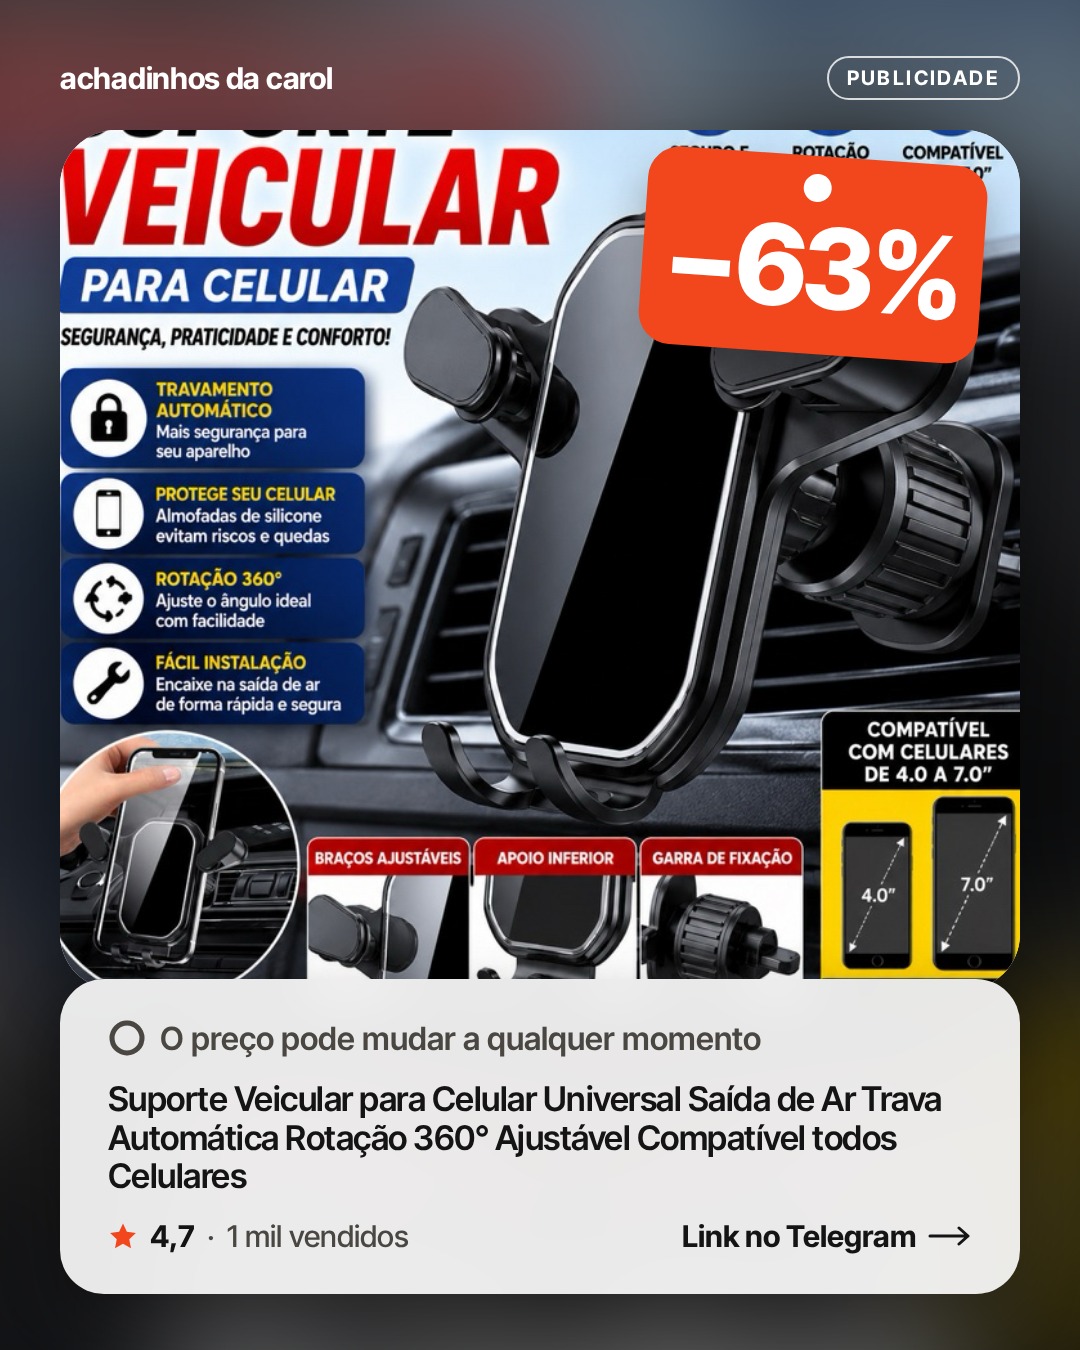 achadinhos da carol
PUBLICIDADE
SUPORTE
VEICULAR
PARA CELULAR
SEGURANÇA, PRATICIDADE E CONFORTO!
ROTAÇÃO
COMPATÍVEL
−63%
TRAVAMENTO
AUTOMÁTICO
Mais segurança para
seu aparelho
PROTEGE SEU CELULAR
Almofadas de silicone
evitam riscos e quedas
ROTAÇÃO 360°
Ajuste o ângulo ideal
com facilidade
FÁCIL INSTALAÇÃO
Encaixe na saída de ar
de forma rápida e segura
COMPATÍVEL
COM CELULARES
DE 4.0 A 7.0”
4.0”
7.0”
BRAÇOS AJUSTÁVEIS
APOIO INFERIOR
GARRA DE FIXAÇÃO
O preço pode mudar a qualquer momento
Suporte Veicular para Celular Universal Saída de Ar Trava
Automática Rotação 360° Ajustável Compatível todos
Celulares
4,7 · 1 mil vendidos
Link no Telegram →